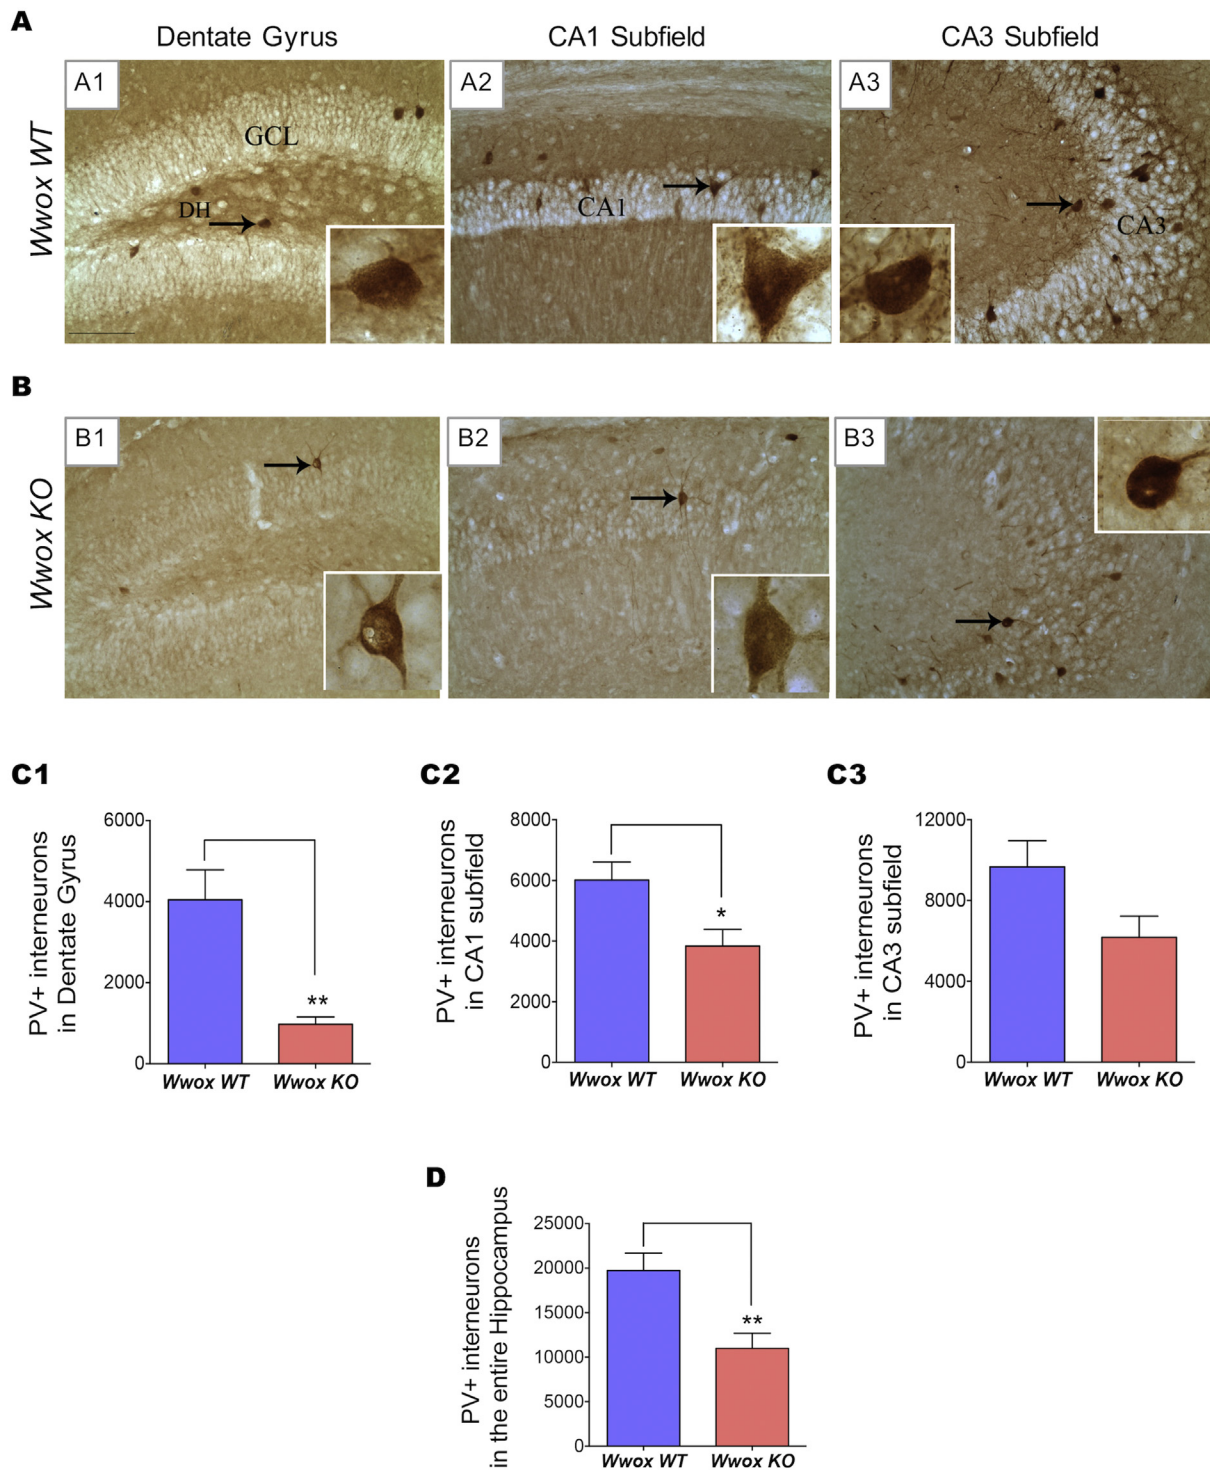 A
Dentate Gyrus
CA1 Subfield
CA3 Subfield
Wwox WT
A1
GCL
DH
A2
CA1
A3
CA3
B
Wwox KO
B1
B2
B3
C1
PV+ interneurons
in Dentate Gyrus
6000
4000
2000
0
**
Wwox WT
Wwox KO
C2
PV+ interneurons
in CA1 subfield
8000
6000
4000
2000
0
*
Wwox WT
Wwox KO
C3
PV+ interneurons
in CA3 subfield
12000
8000
4000
0
Wwox WT
Wwox KO
D
PV+ interneurons
in the entire Hippocampus
25000
20000
15000
10000
5000
0
**
Wwox WT
Wwox KO